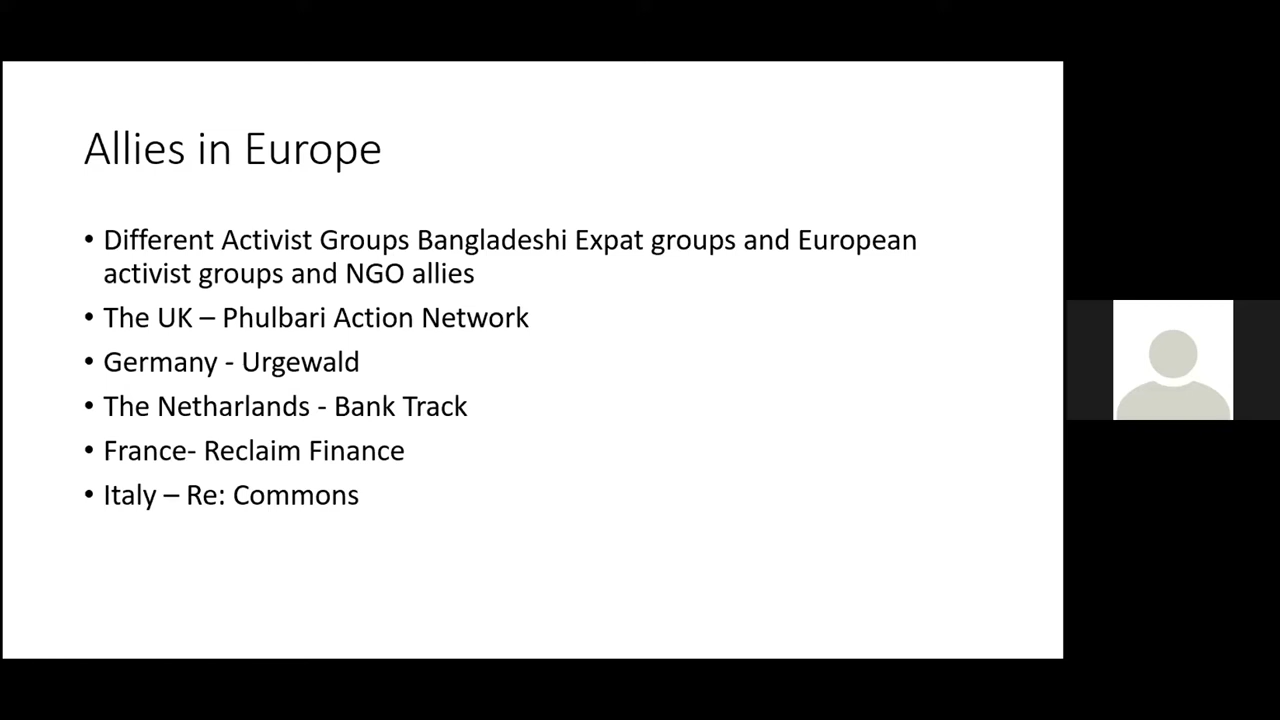 Allies in Europe
• Different Activist Groups Bangladeshi Expat groups and European
activist groups and NGO allies
• The UK – Phulbari Action Network
• Germany - Urgewald
• The Netharlands - Bank Track
• France- Reclaim Finance
• Italy – Re: Commons